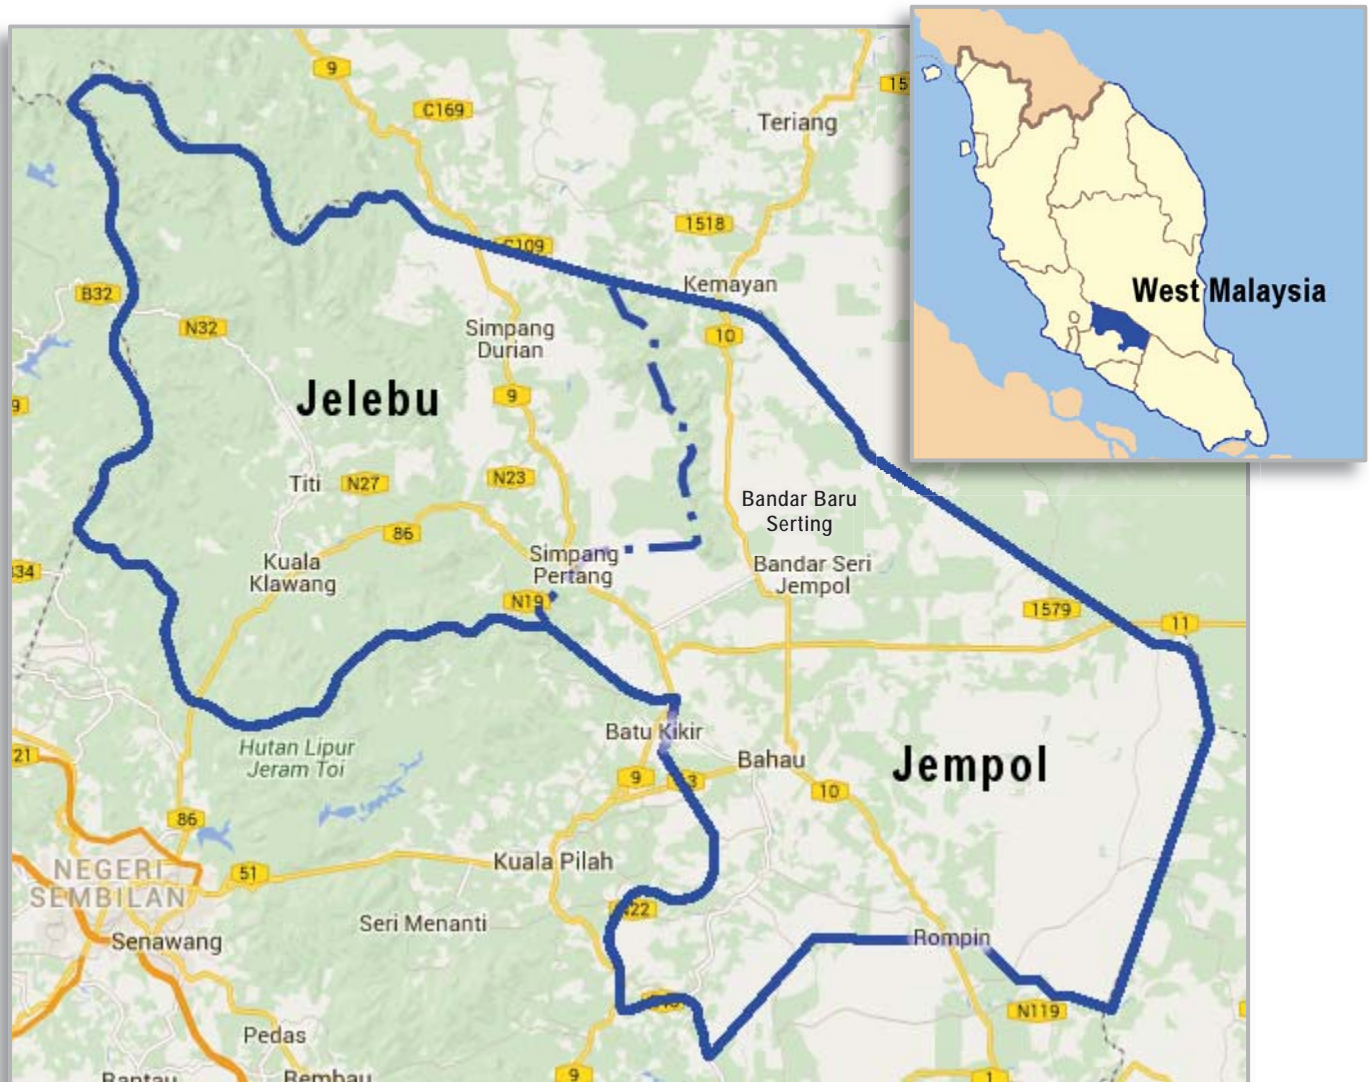 9
C169
15
Teriang
1518
C109
Kemayan
West Malaysia
B32
N32
Simpang
Durian
10
Jelebu
9
9
Titi
N27
N23
Bandar Baru
Serting
86
Simpang
Pertang
Kuala
Klawang
Bandar Seri
Jempol
34
N19
1579
11
Hutan Lipur
Jeram Toi
Batu Kikir
21
Bahau
Jempol
9
3
10
86
Kuala Pilah
NEGERI
SEMBILAN
51
N22
Seri Menanti
Senawang
Rompin
N119
Pedas
Rantau
Rembau
9
1